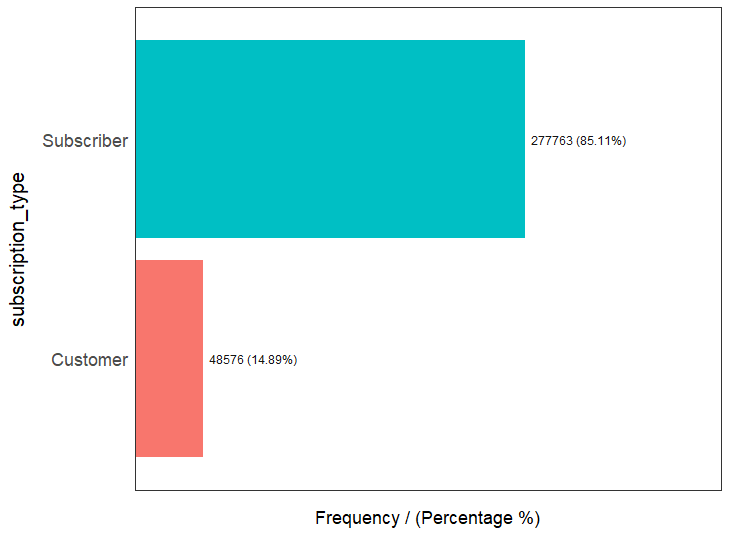 subscription_type
Subscriber
277763 (85.11%)
Customer
48576 (14.89%)
Frequency / (Percentage %)